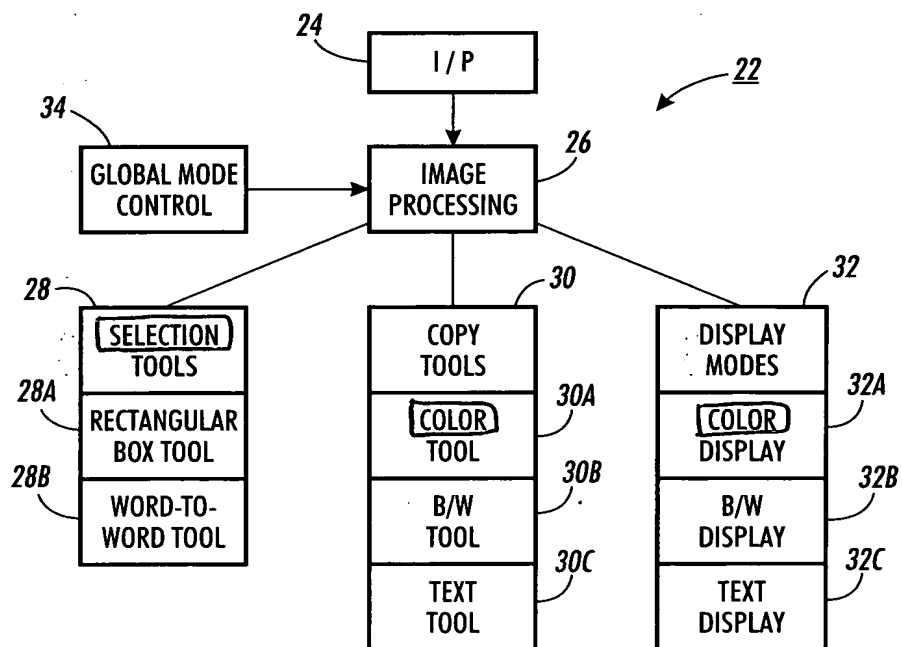 24
I / P
22
34
GLOBAL MODE
CONTROL
26
IMAGE
PROCESSING
28
SELECTION
TOOLS
28A
RECTANGULAR
BOX TOOL
28B
WORD-TO-
WORD TOOL
30
COPY
TOOLS
30A
COLOR
TOOL
30B
B/W
TOOL
30C
TEXT
TOOL
32
DISPLAY
MODES
32A
COLOR
DISPLAY
32B
B/W
DISPLAY
32C
TEXT
DISPLAY